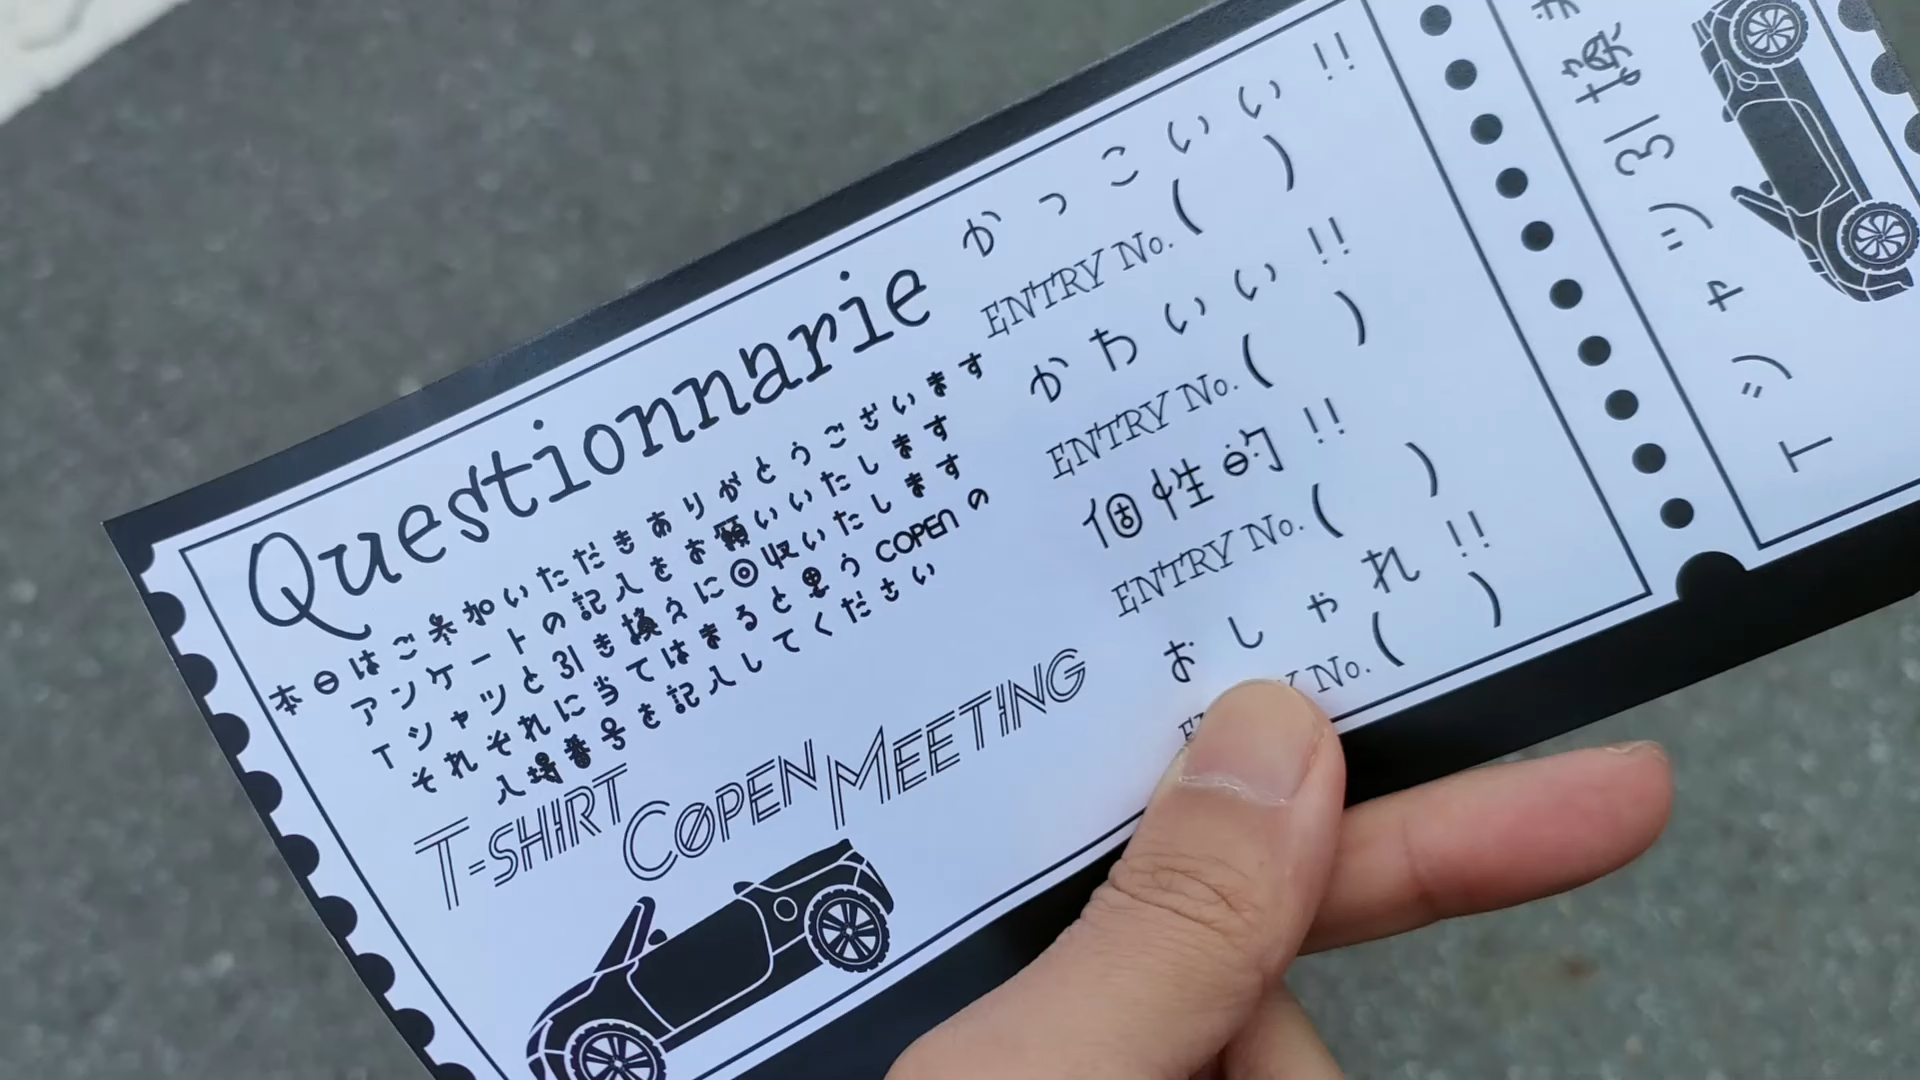 Questionnarie
本日はご参加いただきありがとうございます
アンケートの記入をお願いいたします
Tシャツと引き換えに回収いたします
それぞれに当てはまると思うCOPENの
入場番号を記入してください
T-SHIRT COPEN MEETING
かっこいい!!
ENTRY No. ( )
かわいい!!
ENTRY No. ( )
個性的!!
ENTRY No. ( )
おしゃれ!!
No. ( )
Tシャツ引換